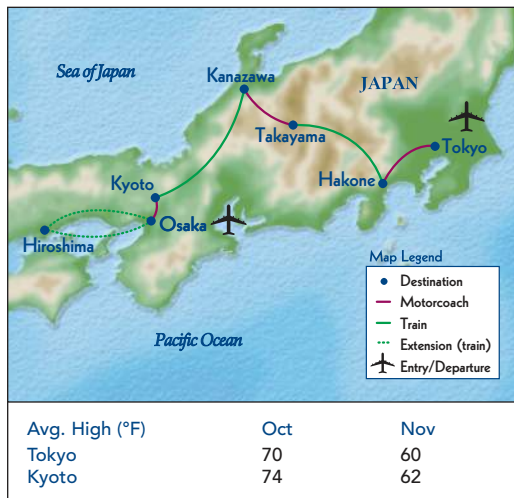 Sea of Japan
Kanazawa
JAPAN
Takayama
Tokyo
Hakone
Kyoto
Osaka
Hiroshima
Pacific Ocean
Map Legend
Destination
Motorcoach
Train
Extension (train)
Entry/Departure
Avg. High (°F) Oct Nov
Tokyo 70 60
Kyoto 74 62